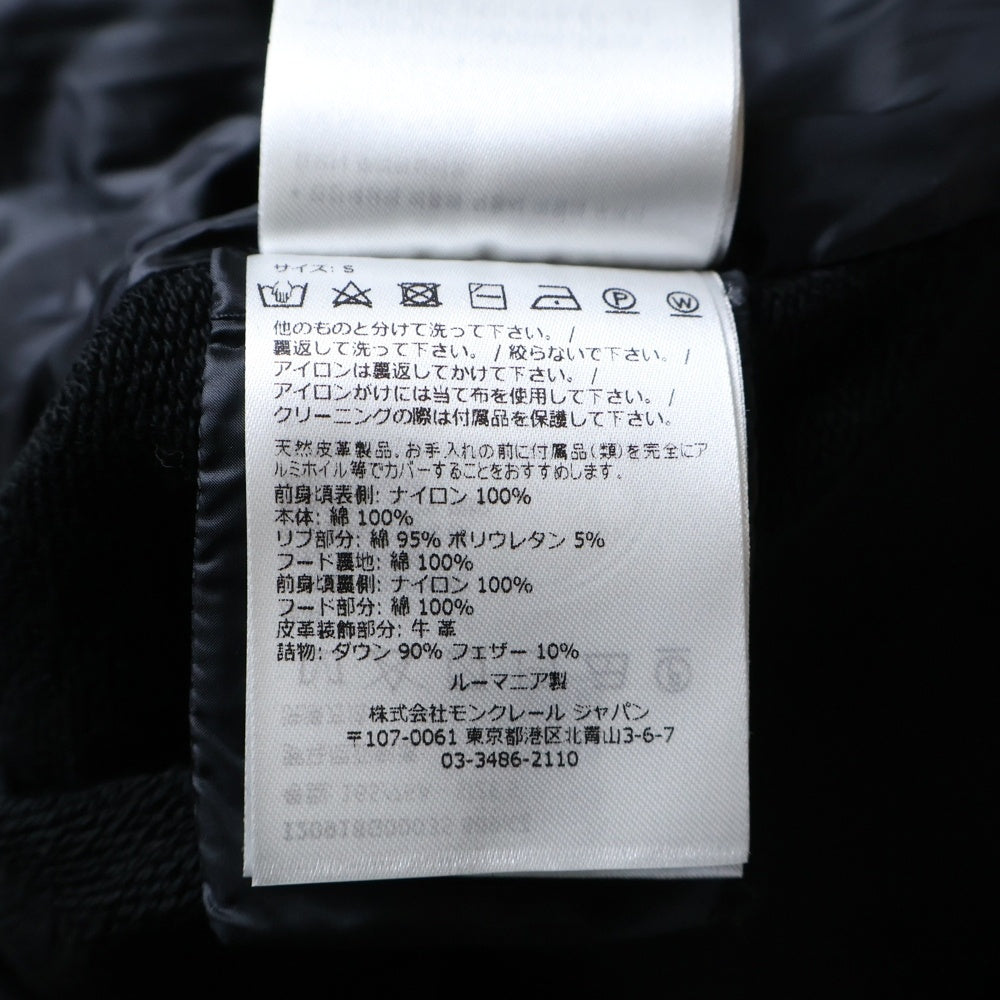 サイズ: S
P W
他のものと分けて洗って下さい。 /
裏返して洗って下さい。 / 絞らないで下さい。 /
アイロンは裏返してかけて下さい。 /
アイロンがけには当て布を使用して下さい。 /
クリーニングの際は付属品を保護して下さい。
天然皮革製品。お手入れの前に付属品(類)を完全にア
ルミホイル等でカバーすることをおすすめします。
前身頃表側: ナイロン 100%
本体: 綿 100%
リブ部分: 綿 95% ポリウレタン 5%
フード裏地: 綿 100%
前身頃裏側: ナイロン 100%
フード部分: 綿 100%
皮革装飾部分: 牛 革
詰物: ダウン 90% フェザー 10%
ルーマニア製
株式会社モンクレール ジャパン
〒107-0061 東京都港区北青山3-6-7
03-3486-2110